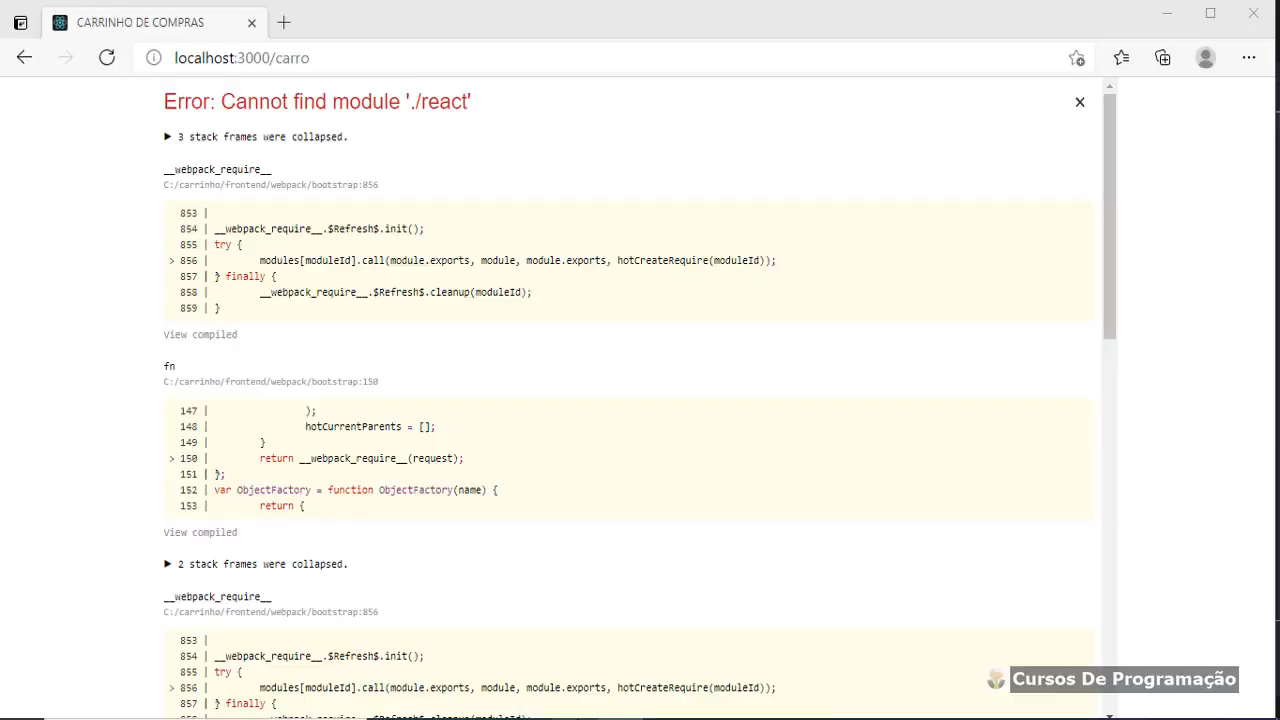 CARRINHO DE COMPRAS
localhost:3000/carro
Error: Cannot find module './react'
▶ 3 stack frames were collapsed.
__webpack_require__
C:/carrinho/frontend/webpack/bootstrap:856
853 |
854 | __webpack_require__.$Refresh$.init();
855 | try {
> 856 | modules[moduleId].call(module.exports, module, module.exports, hotCreateRequire(moduleId));
857 | } finally {
858 | __webpack_require__.$Refresh$.cleanup(moduleId);
859 | }
View compiled
fn
C:/carrinho/frontend/webpack/bootstrap:150
147 | );
148 | hotCurrentParents = [];
149 | }
> 150 | return __webpack_require__(request);
151 | };
152 | var ObjectFactory = function ObjectFactory(name) {
153 | return {
View compiled
▶ 2 stack frames were collapsed.
__webpack_require__
C:/carrinho/frontend/webpack/bootstrap:856
853 |
854 | __webpack_require__.$Refresh$.init();
855 | try {
> 856 | modules[moduleId].call(module.exports, module, module.exports, hotCreateRequire(moduleId));
857 | } finally {
858 | __webpack_require__.$Refresh$.cleanup(moduleId);
Cursos De Programação